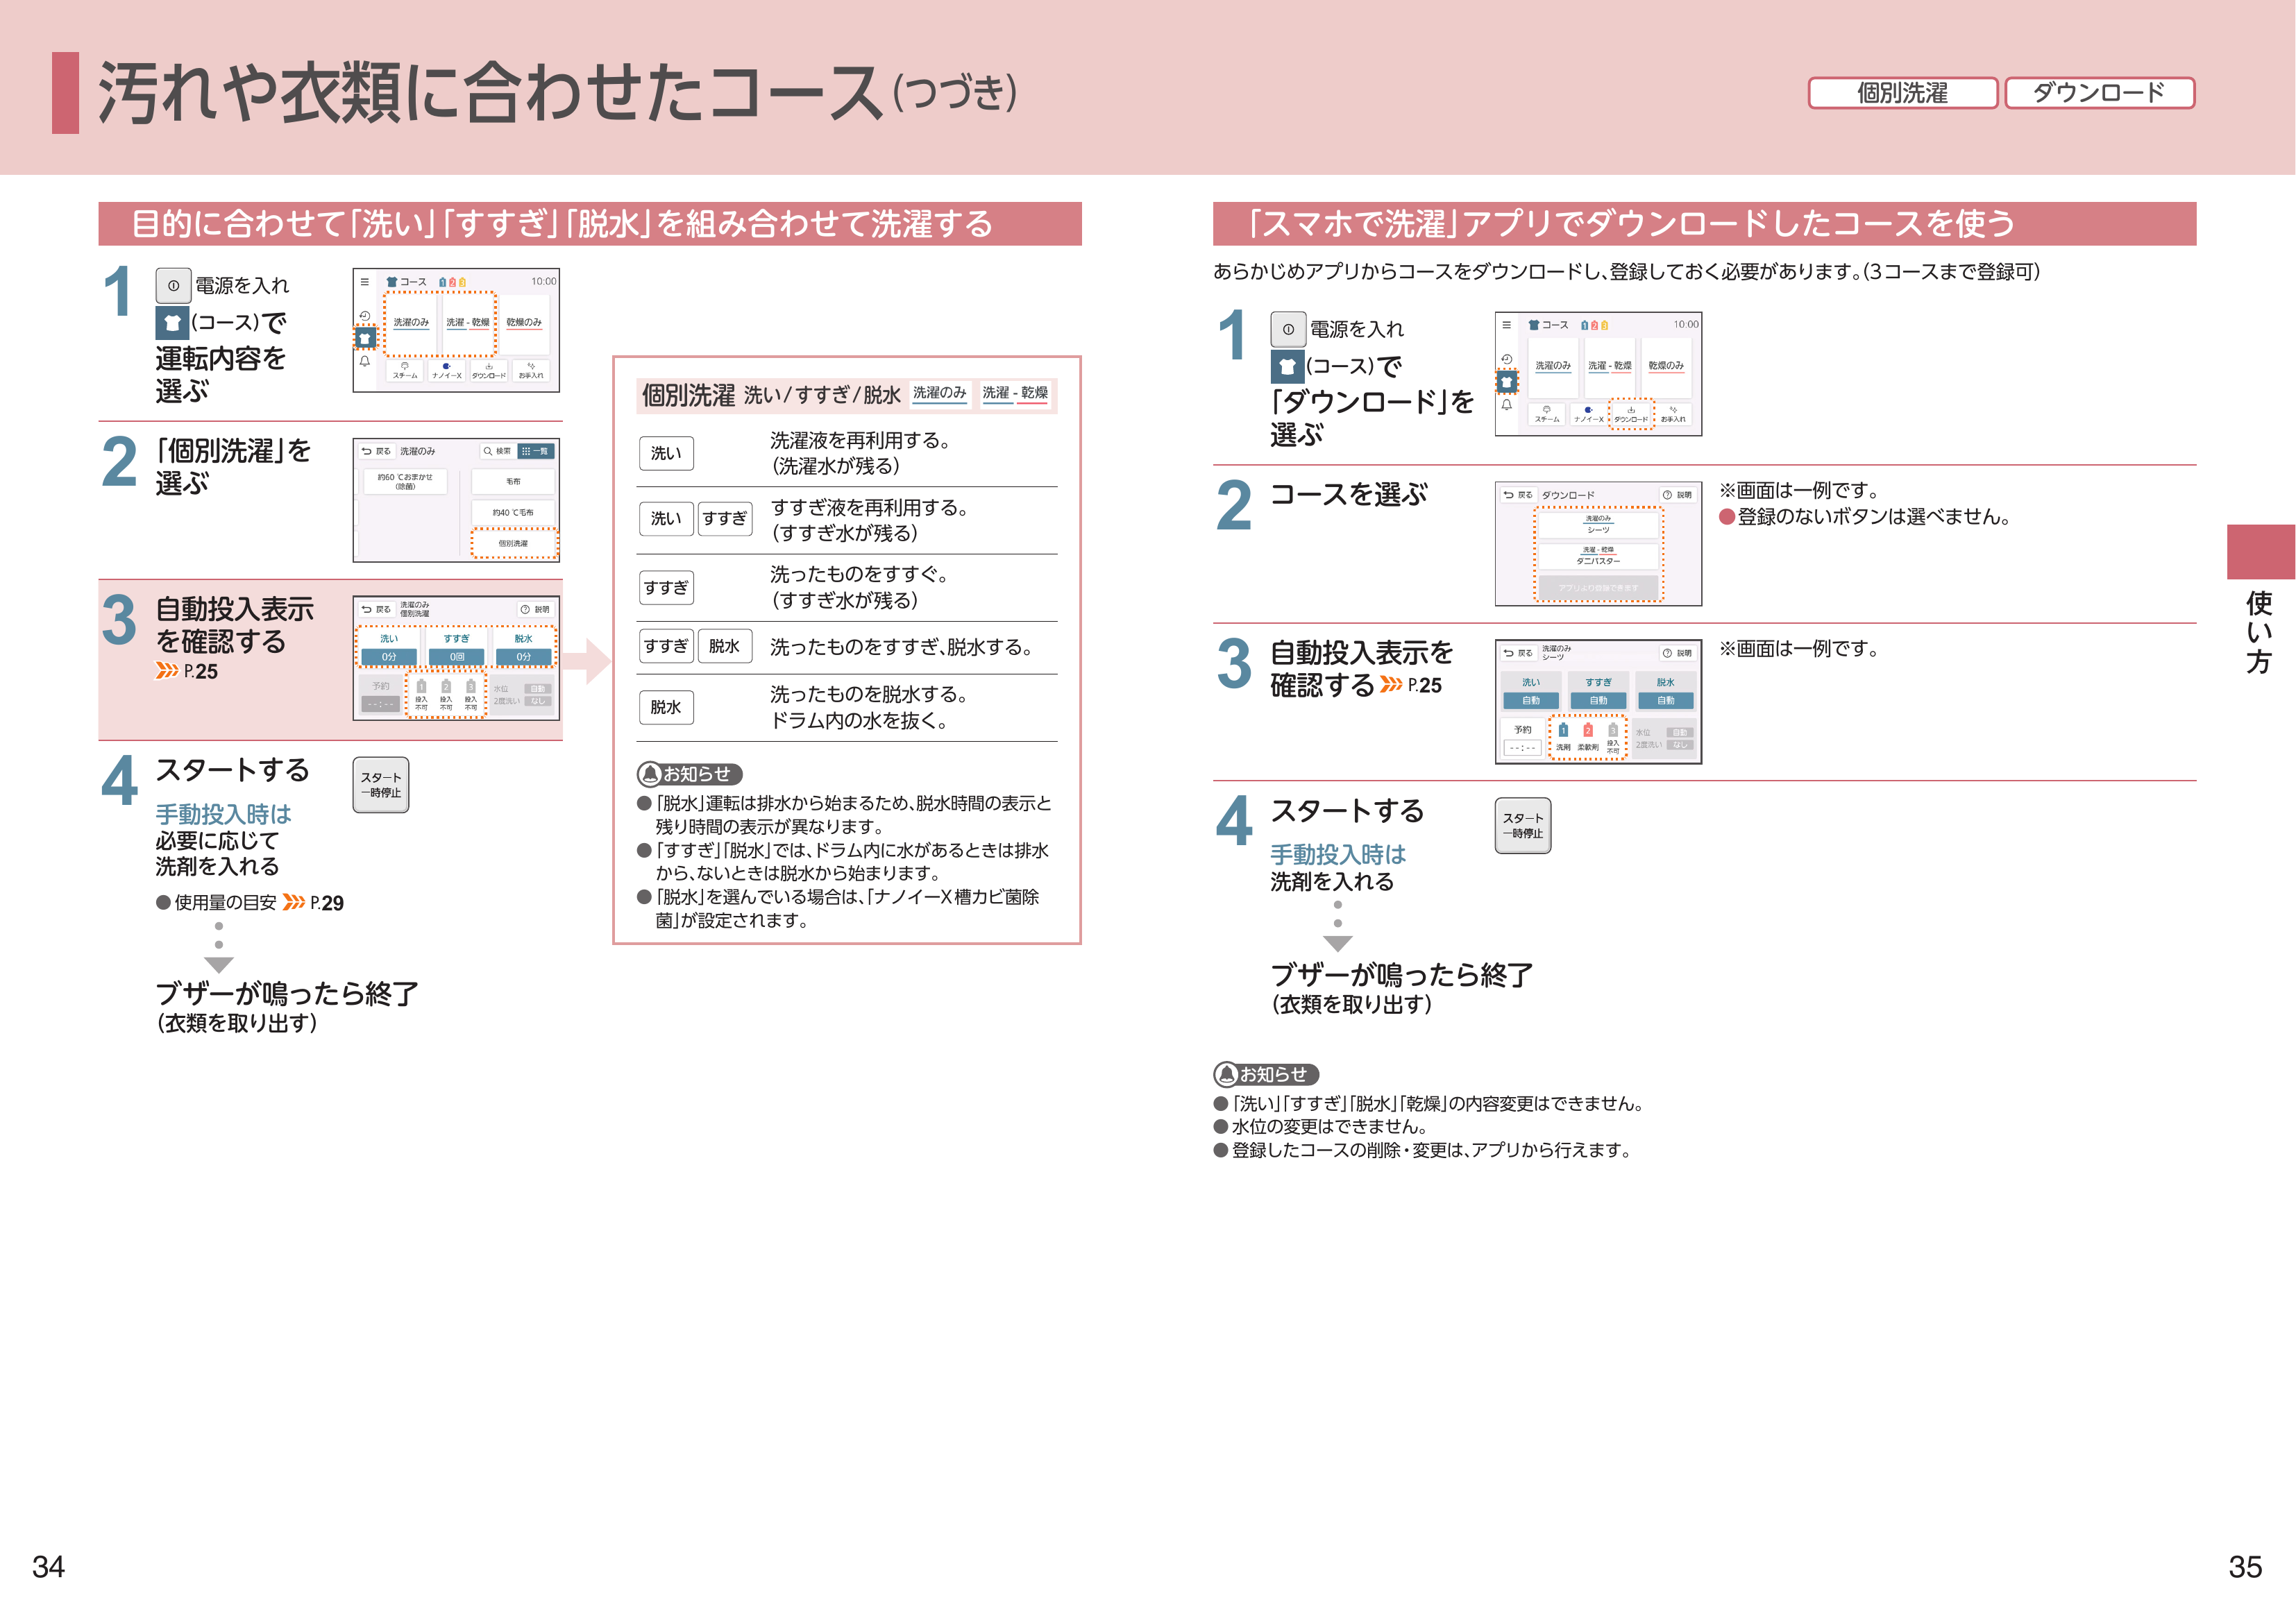 汚れや衣類に合わせたコース(つづき)
個別洗濯 ダウンロード
目的に合わせて「洗い」「すすぎ」「脱水」を組み合わせて洗濯する
1
電源を入れ
(コース)で
運転内容を
選ぶ
コース 1 2 3 10:00
洗濯のみ 洗濯 - 乾燥 乾燥のみ
スチーム ナノイーX ダウンロード お手入れ
2
「個別洗濯」を
選ぶ
戻る 洗濯のみ 検索 一覧
約60 ℃おまかせ
(除菌)
毛布
約40 ℃毛布
個別洗濯
3
自動投入表示
を確認する
P.25
戻る 洗濯のみ
個別洗濯
説明
洗い すすぎ 脱水
0分 0回 0分
予約 1 2 3 水位 自動
--:-- 投入 投入 投入 2度洗い なし
不可 不可 不可
4
スタートする
手動投入時は
必要に応じて
洗剤を入れる
●使用量の目安 P.29
スタート
一時停止
ブザーが鳴ったら終了
(衣類を取り出す)
個別洗濯 洗い/すすぎ/脱水 洗濯のみ 洗濯 - 乾燥
洗い 洗濯液を再利用する。
(洗濯水が残る)
洗い すすぎ すすぎ液を再利用する。
(すすぎ水が残る)
すすぎ 洗ったものをすすぐ。
(すすぎ水が残る)
すすぎ 脱水 洗ったものをすすぎ、脱水する。
脱水 洗ったものを脱水する。
ドラム内の水を抜く。
お知らせ
●「脱水」運転は排水から始まるため、脱水時間の表示と
残り時間の表示が異なります。
●「すすぎ」「脱水」では、ドラム内に水があるときは排水
から、ないときは脱水から始まります。
●「脱水」を選んでいる場合は、「ナノイーX槽カビ菌除
菌」が設定されます。
「スマホで洗濯」アプリでダウンロードしたコースを使う
あらかじめアプリからコースをダウンロードし、登録しておく必要があります。(3コースまで登録可)
1
電源を入れ
(コース)で
「ダウンロード」を
選ぶ
コース 1 2 3 10:00
洗濯のみ 洗濯 - 乾燥 乾燥のみ
スチーム ナノイーX ダウンロード お手入れ
2
コースを選ぶ
戻る ダウンロード 説明
洗濯のみ
シーツ
洗濯 - 乾燥
ダニバスター
アプリより登録できます
※画面は一例です。
●登録のないボタンは選べません。
3
自動投入表示を
確認する P.25
戻る 洗濯のみ
シーツ
説明
洗い すすぎ 脱水
自動 自動 自動
予約 1 2 3 水位 自動
--:-- 洗剤 柔軟剤 投入 2度洗い なし
不可
※画面は一例です。
4
スタートする
手動投入時は
洗剤を入れる
スタート
一時停止
ブザーが鳴ったら終了
(衣類を取り出す)
お知らせ
●「洗い」「すすぎ」「脱水」「乾燥」の内容変更はできません。
●水位の変更はできません。
●登録したコースの削除・変更は、アプリから行えます。
使い方
34
35